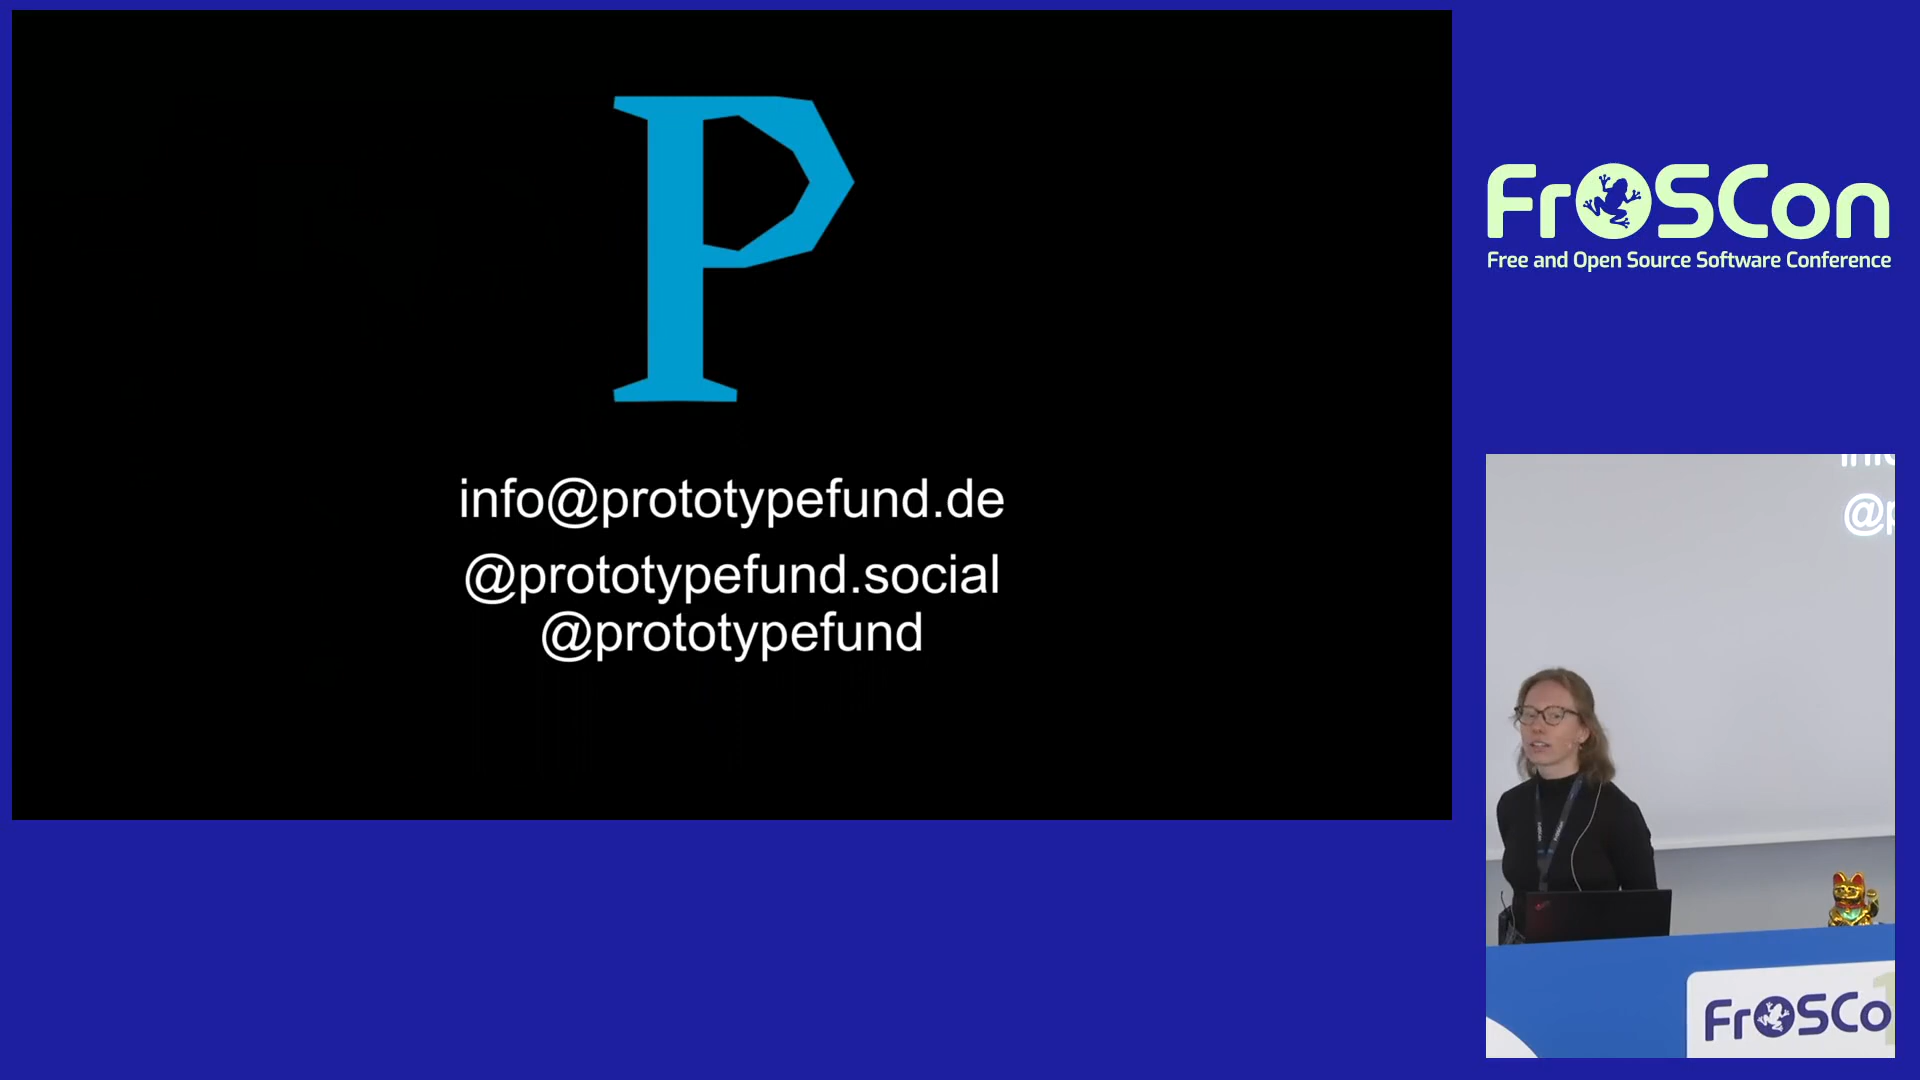 P
info@prototypefund.de
@prototypefund.social
@prototypefund
FrOSCon
Free and Open Source Software Conference
@p
FrOSCo